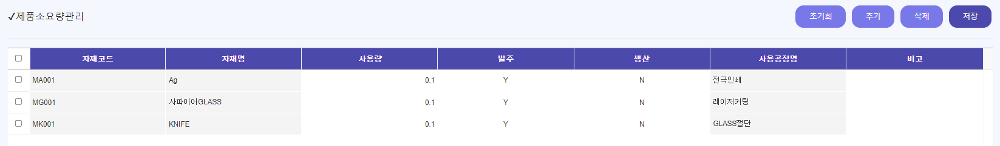 ✓제품소요량관리 초기화 추가 삭제 저장
자재코드 자재명 사용량 발주 생산 사용공정명 비고
MA001 Ag 0.1 Y N 전극인쇄
MG001 사파이어GLASS 0.1 Y N 레이저커팅
MK001 KNIFE 0.1 Y N GLASS절단